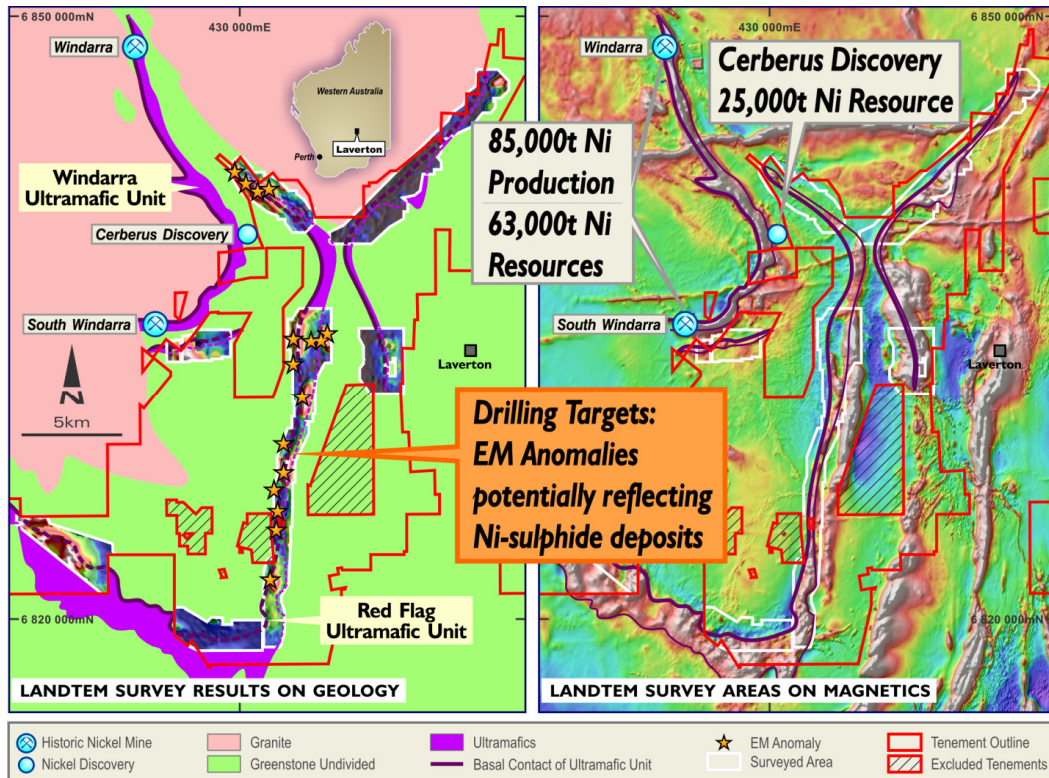 6 850 000mN
430 000mE
Windarra
Western Australia
Laverton
Perth
Windarra
Ultramafic Unit
Cerberus Discovery
South Windarra
N
5km
Laverton
Drilling Targets:
EM Anomalies
potentially reflecting
Ni-sulphide deposits
Red Flag
Ultramafic Unit
6 820 000mN
LANDTEM SURVEY RESULTS ON GEOLOGY
430 000mE
6 850 000mN
Windarra
Cerberus Discovery
25,000t Ni Resource
85,000t Ni
Production
63,000t Ni
Resources
South Windarra
Laverton
6 820 000mN
430 000mE
430 000mE
LANDTEM SURVEY AREAS ON MAGNETICS
Historic Nickel Mine
Nickel Discovery
Granite
Greenstone Undivided
Ultramafics
Basal Contact of Ultramafic Unit
EM Anomaly
Surveyed Area
Tenement Outline
Excluded Tenements